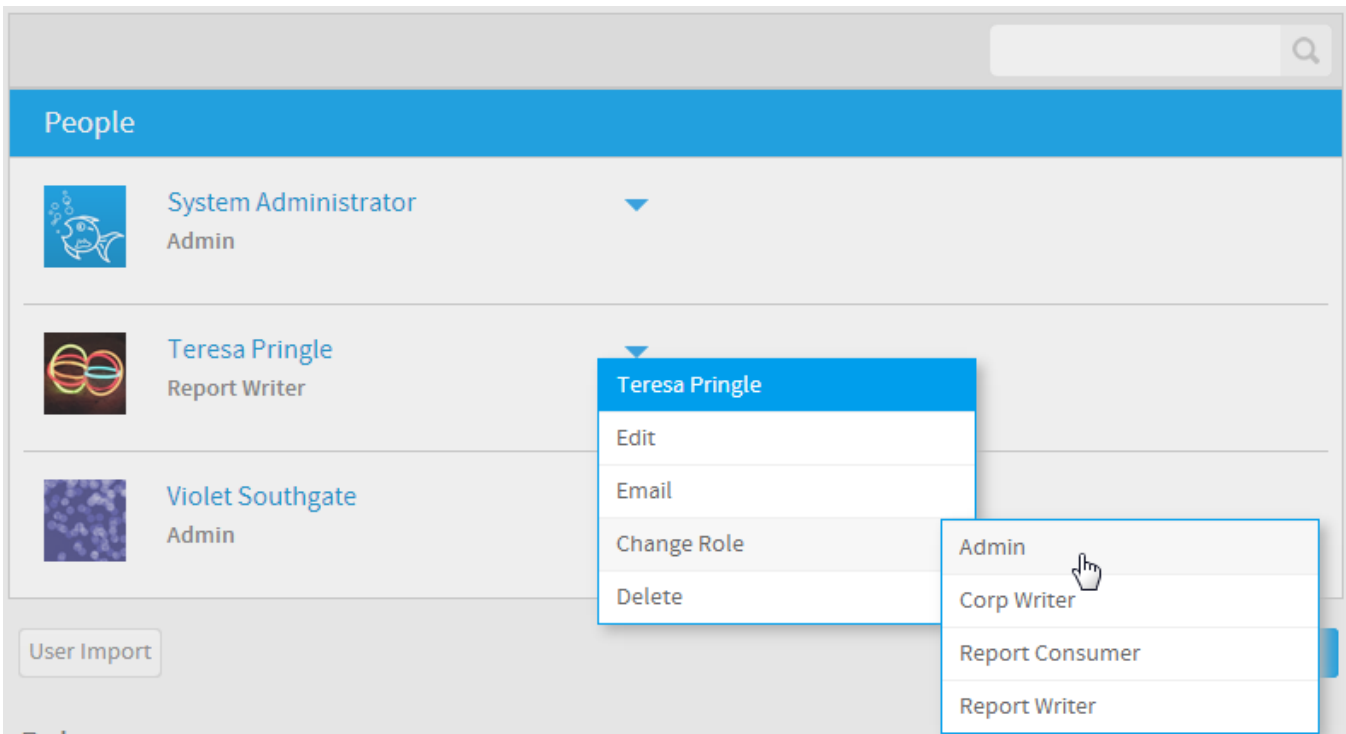 People
System Administrator
Admin
Teresa Pringle
Report Writer
Teresa Pringle
Edit
Email
Change Role
Delete
Admin
Corp Writer
Report Consumer
Report Writer
Violet Southgate
Admin
User Import